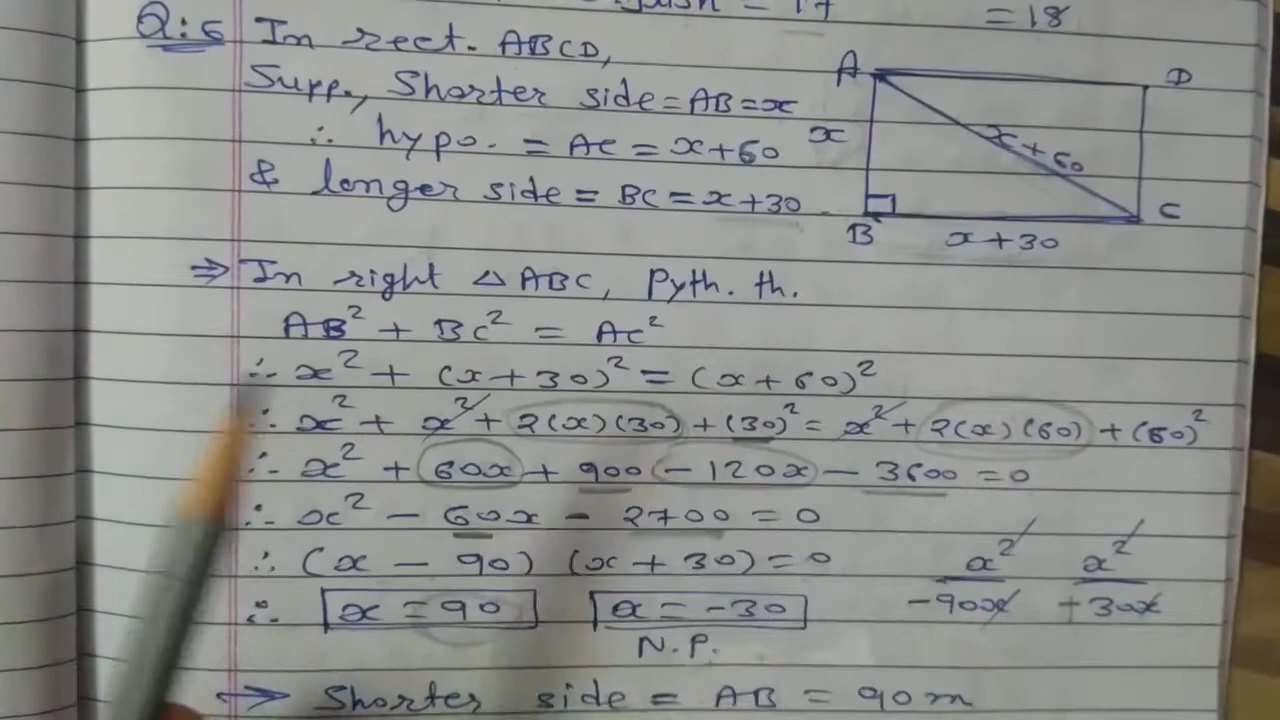 = 17 = 18
Q:6 In rect. ABCD,
Supp., Shorter side = AB = x
∴ hypo. = AC = x+60
& longer side = BC = x+30
A D
x x+60
B C
x+30
⇒ In right △ABC, Pyth. th.
AB² + BC² = AC²
∴ x² + (x+30)² = (x+60)²
∴ x² + x² + 2(x)(30) + (30)² = x² + 2(x)(60) + (60)²
∴ x² + 60x + 900 - 120x - 3600 = 0
∴ x² - 60x - 2700 = 0
∴ (x - 90) (x + 30) = 0
x² x²
-90x +30x
∴ x = 90 x = -30
N.P.
→ Shorter side = AB = 90m